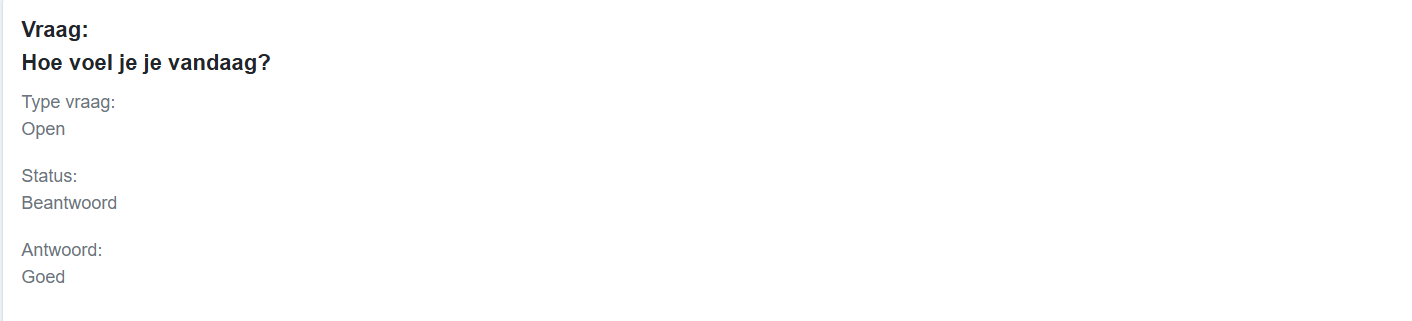 Vraag:
Hoe voel je je vandaag?
Type vraag:
Open
Status:
Beantwoord
Antwoord:
Goed